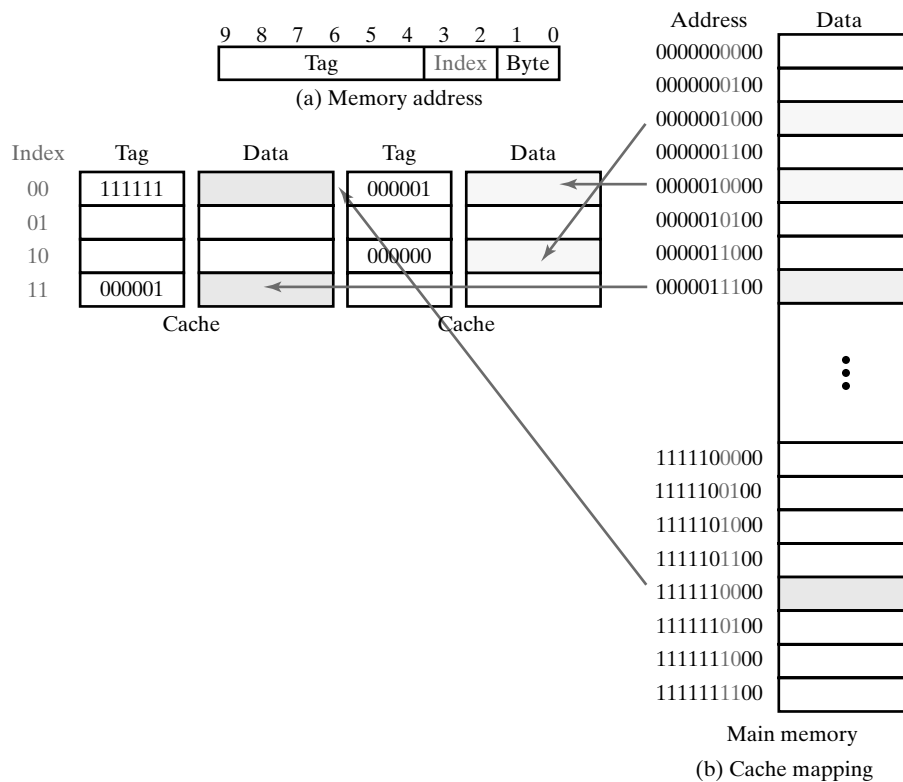 9 8 7 6 5 4 3 2 1 0
Tag Index Byte
(a) Memory address
Index Tag Data Tag Data
00 111111 000001
01
10 000000
11 000001
Cache Cache
Address Data
0000000000
0000000100
0000001000
0000001100
0000010000
0000010100
0000011000
0000011100
1111100000
1111100100
1111101000
1111101100
1111110000
1111110100
1111111000
1111111100
Main memory
(b) Cache mapping